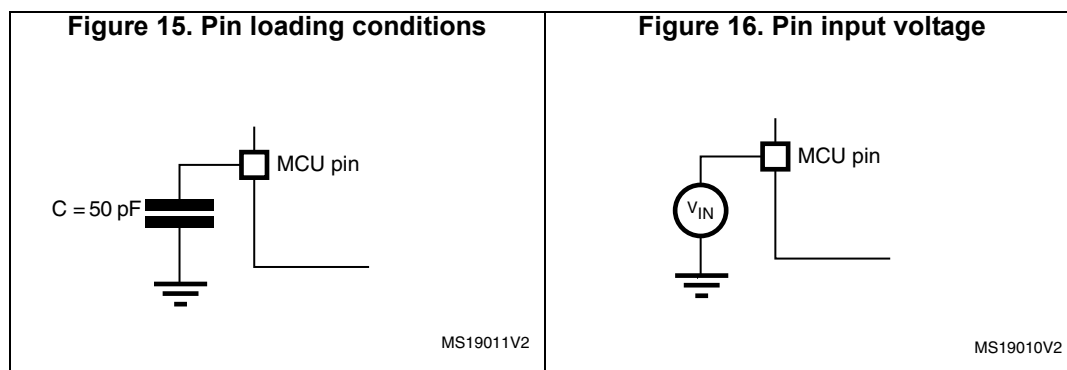 Figure 15. Pin loading conditions
MCU pin
C = 50 pF
MS19011V2
Figure 16. Pin input voltage
MCU pin
VIN
MS19010V2